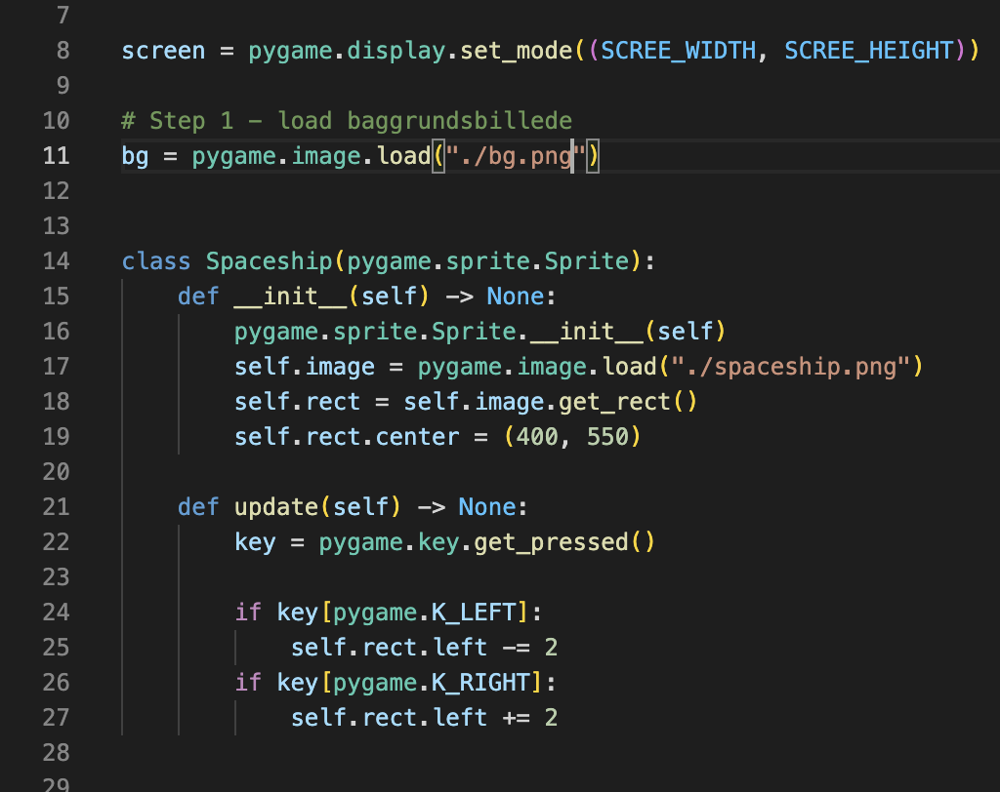 7
8 screen = pygame.display.set_mode((SCREE_WIDTH, SCREE_HEIGHT))
9
10 # Step 1 - load baggrundsbillede
11 bg = pygame.image.load("./bg.png")
12
13
14 class Spaceship(pygame.sprite.Sprite):
15     def __init__(self) -> None:
16         pygame.sprite.Sprite.__init__(self)
17         self.image = pygame.image.load("./spaceship.png")
18         self.rect = self.image.get_rect()
19         self.rect.center = (400, 550)
20
21     def update(self) -> None:
22         key = pygame.key.get_pressed()
23
24         if key[pygame.K_LEFT]:
25             self.rect.left -= 2
26         if key[pygame.K_RIGHT]:
27             self.rect.left += 2
28
29